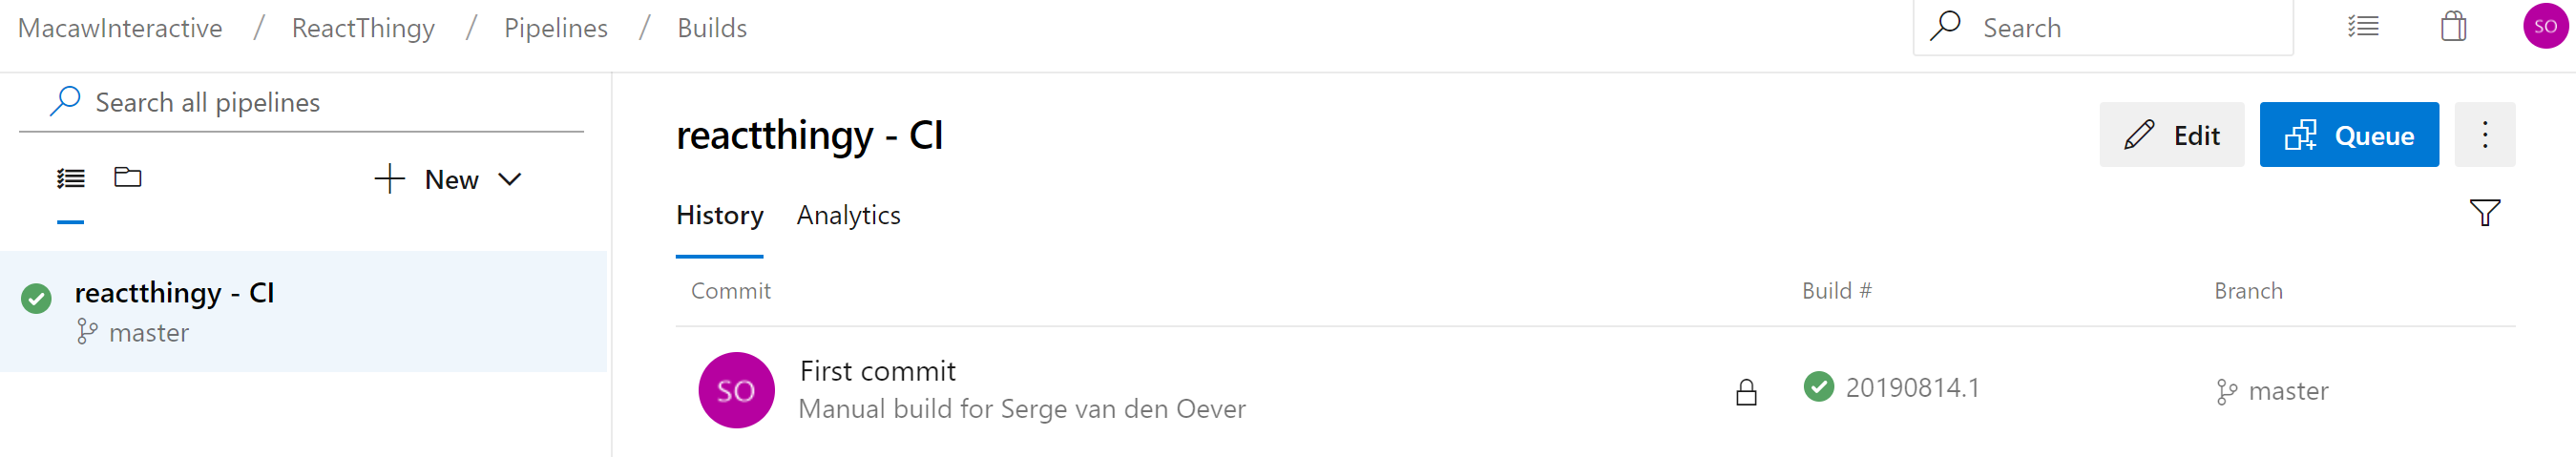 MacawInteractive / ReactThingy / Pipelines / Builds
Search
SO
Search all pipelines
New
reactthingy - CI
master
reactthingy - CI
Edit
Queue
History Analytics
Commit Build # Branch
SO
First commit
Manual build for Serge van den Oever
20190814.1
master